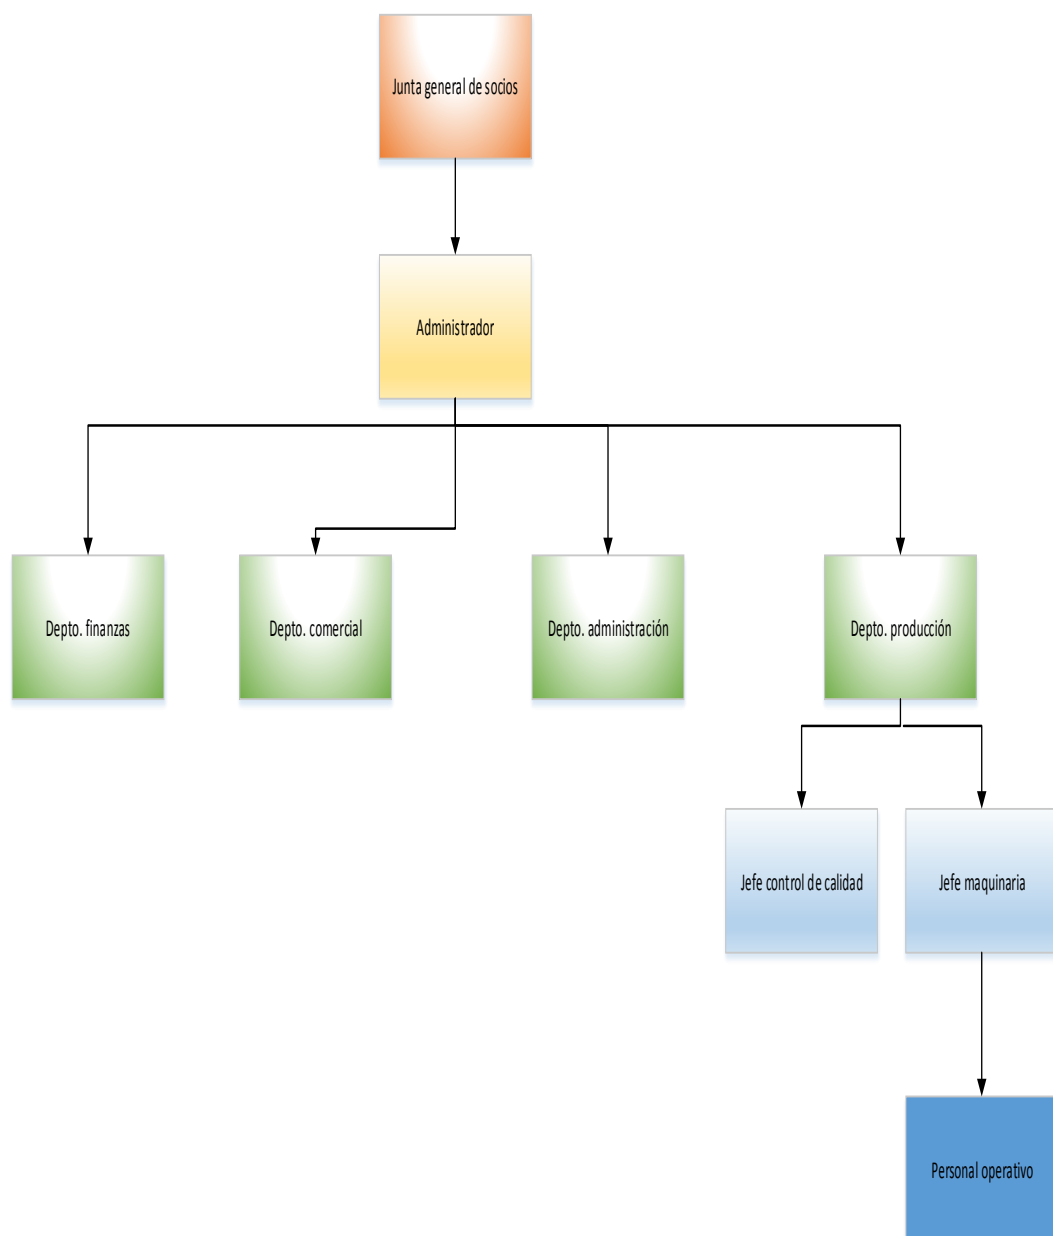 Junta general de socios
Administrador
Depto. finanzas
Depto. comercial
Depto. administración
Depto. producción
Jefe control de calidad
Jefe maquinaria
Personal operativo